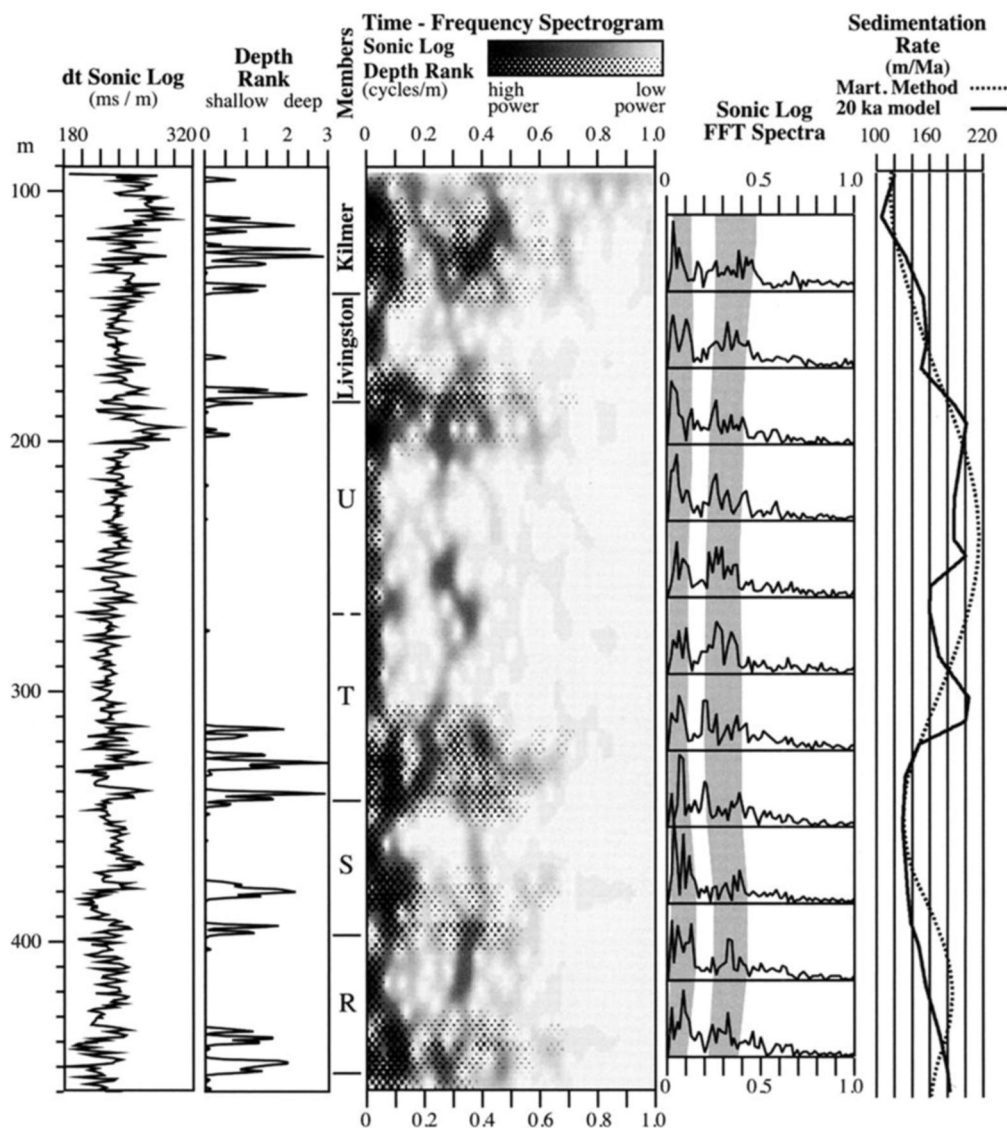 Time - Frequency Spectrogram
Sonic Log
Depth Rank
(cycles/m)
high power
low power
Members
dt Sonic Log
(ms / m)
Depth Rank
shallow deep
Sonic Log
FFT Spectra
Sedimentation
Rate
(m/Ma)
Mart. Method
20 ka model
m
180 320
0 1 2 3
0 0.2 0.4 0.6 0.8 1.0
0 0.5 1.0
100 160 220
100
200
300
400
Kilmer
Livingston
U
T
S
R
0 0.2 0.4 0.6 0.8 1.0
0 0.5 1.0